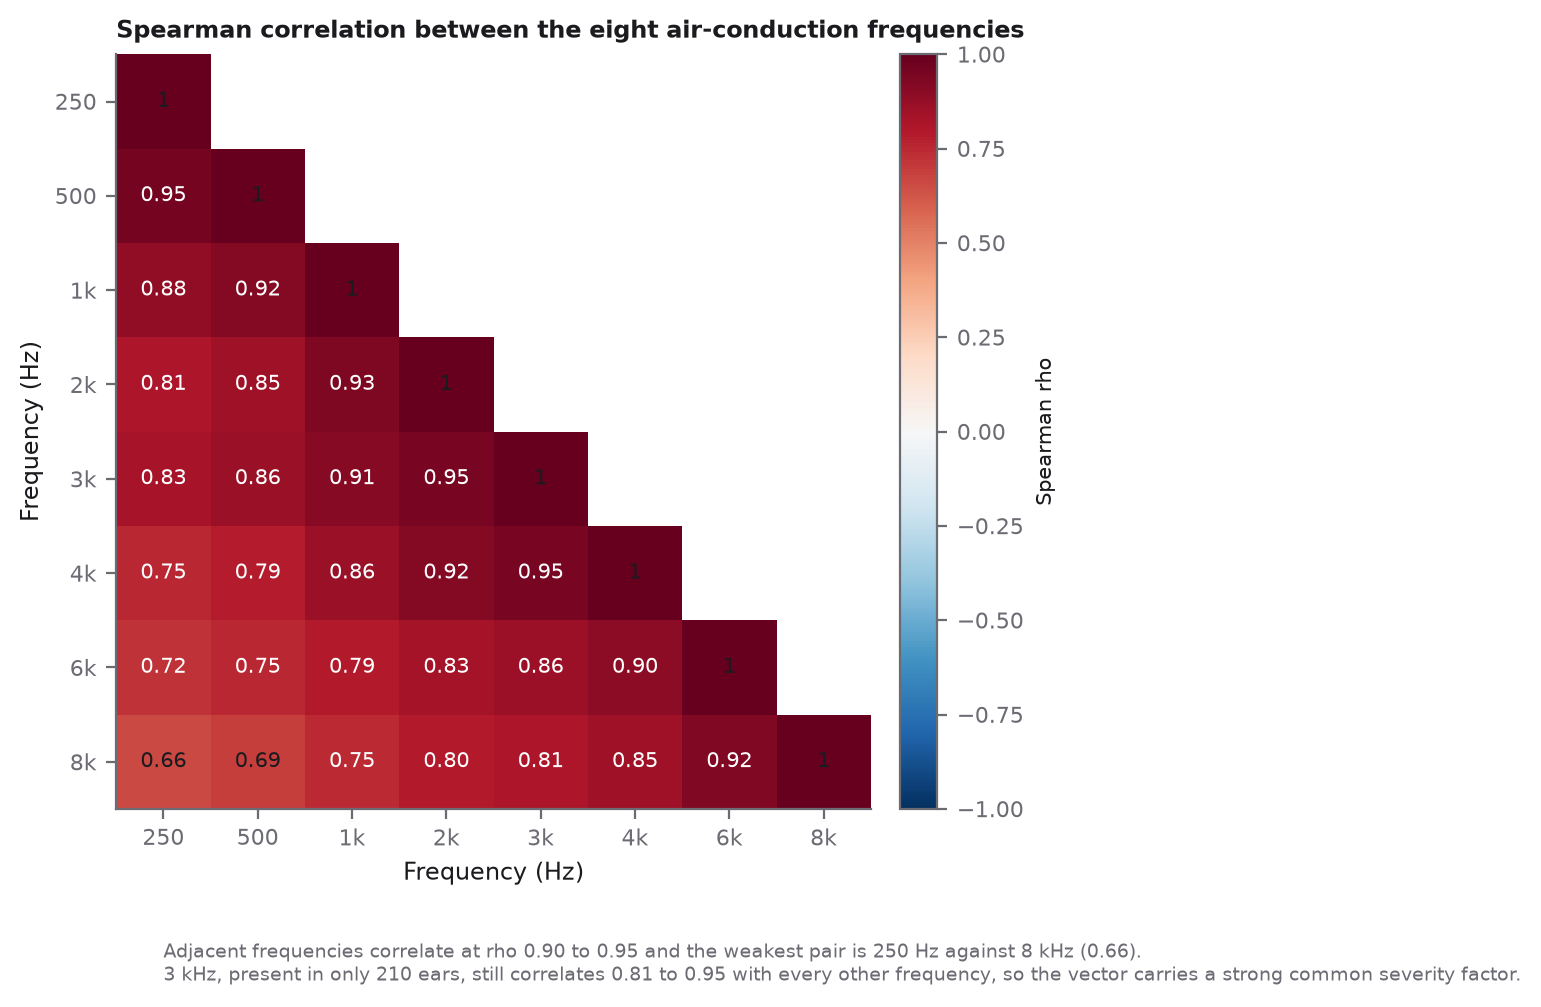 Spearman correlation between the eight air-conduction frequencies
250 1
500 0.95 1
1k 0.88 0.92 1
2k 0.81 0.85 0.93 1
3k 0.83 0.86 0.91 0.95 1
4k 0.75 0.79 0.86 0.92 0.95 1
6k 0.72 0.75 0.79 0.83 0.86 0.90 1
8k 0.66 0.69 0.75 0.80 0.81 0.85 0.92 1
250 500 1k 2k 3k 4k 6k 8k
Frequency (Hz)
Frequency (Hz)
1.00
0.75
0.50
0.25
0.00
−0.25
−0.50
−0.75
−1.00
Spearman rho
Adjacent frequencies correlate at rho 0.90 to 0.95 and the weakest pair is 250 Hz against 8 kHz (0.66).
3 kHz, present in only 210 ears, still correlates 0.81 to 0.95 with every other frequency, so the vector carries a strong common severity factor.